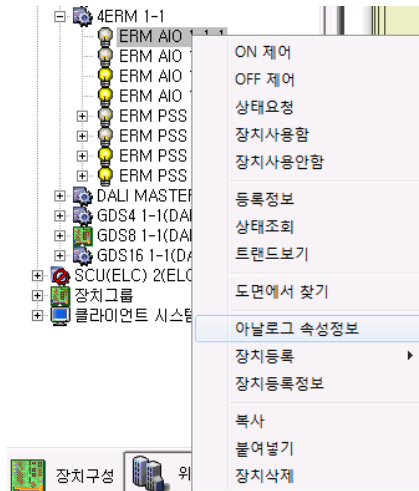 4ERM 1-1
ERM AIO 1-1-1
ERM AIO
ERM AIO
ERM AIO
ERM PSS
ERM PSS
ERM PSS
ERM PSS
DALI MASTER
GDS4 1-1(DA
GDS8 1-1(DA
GDS16 1-1(D
SCU(ELC) 2(ELC
장치그룹
클라이언트 시스템
ON 제어
OFF 제어
상태요청
장치사용함
장치사용안함
등록정보
상태조회
트랜드보기
도면에서 찾기
아날로그 속성정보
장치등록
장치등록정보
복사
붙여넣기
장치삭제
장치구성
위